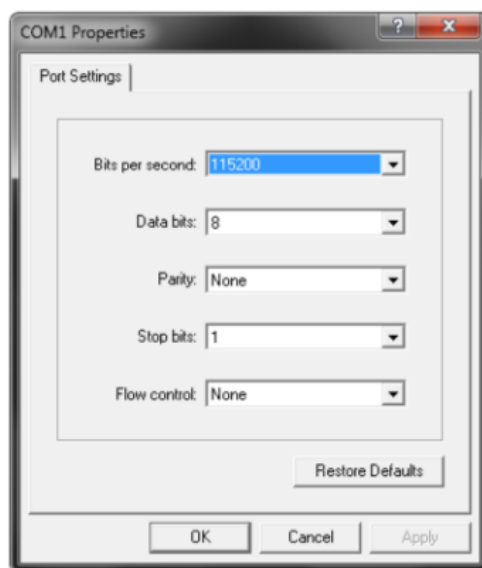 COM1 Properties
?
Port Settings
Bits per second: 115200
Data bits: 8
Parity: None
Stop bits: 1
Flow control: None
Restore Defaults
OK Cancel Apply